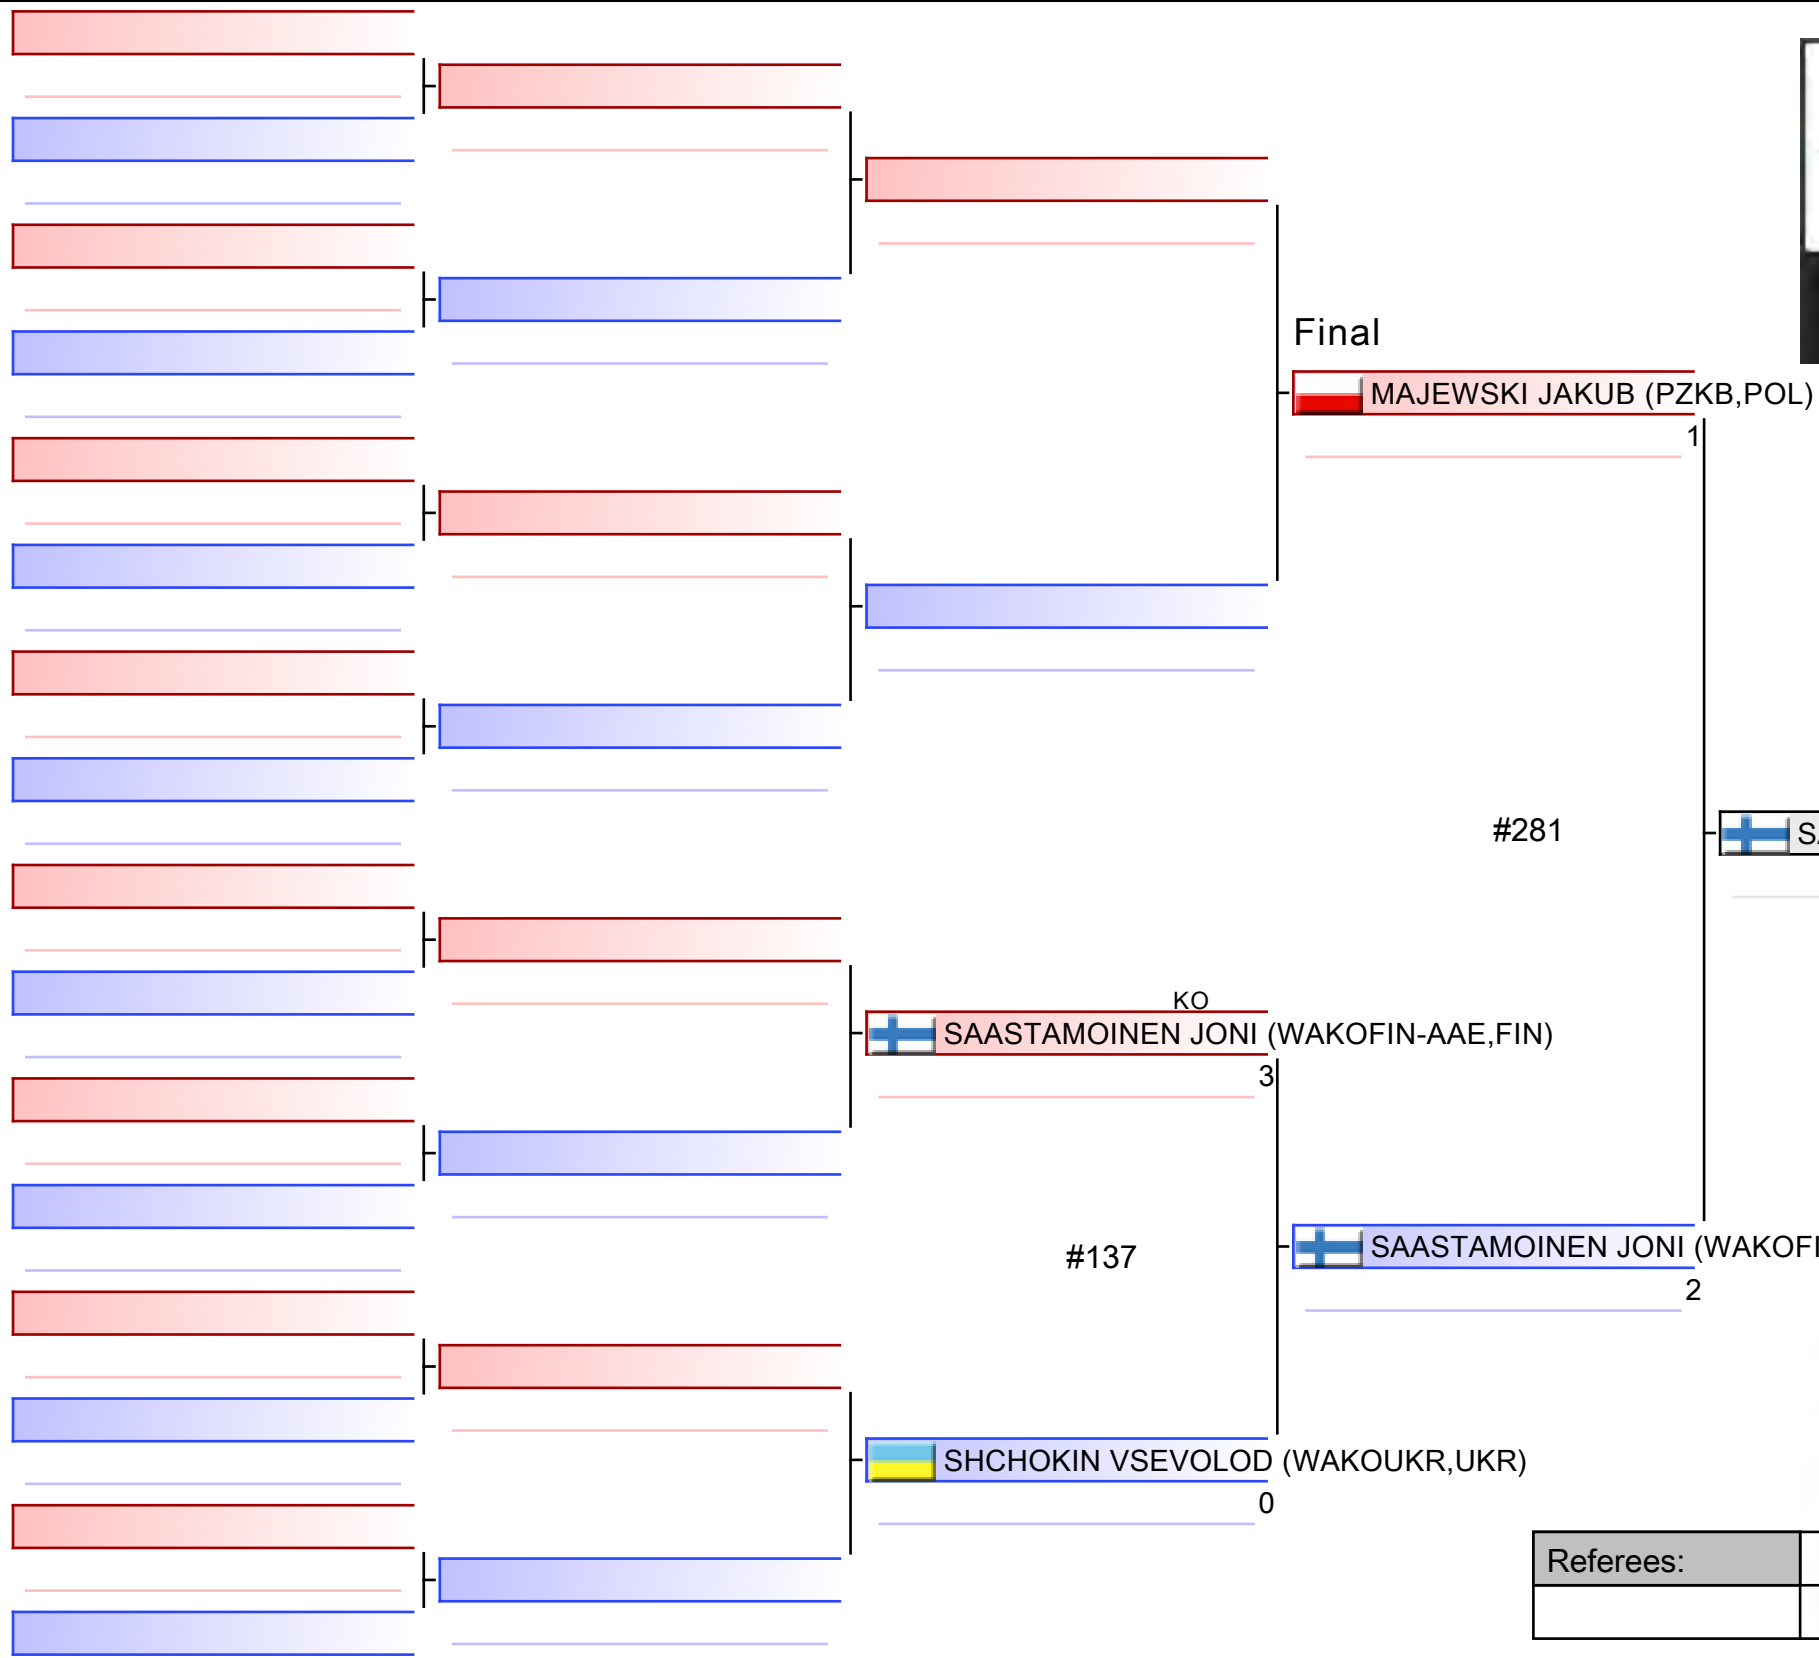 Final
MAJEWSKI JAKUB (PZKB,POL)
1
#281
KO
SAASTAMOINEN JONI (WAKOFIN-AAE,FIN)
3
#137
SAASTAMOINEN JONI
2
SHCHOKIN VSEVOLOD (WAKOUKR,UKR)
0
Referees: